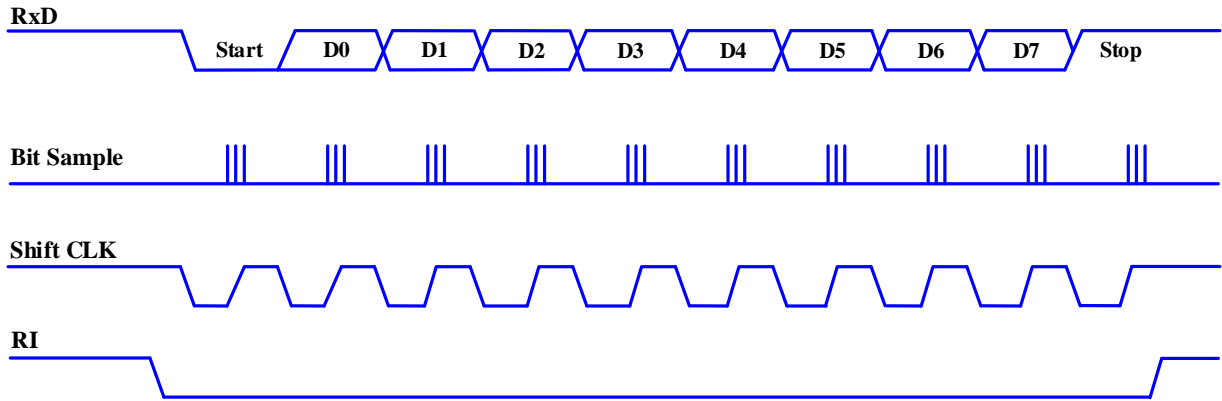 RxD
Start D0 D1 D2 D3 D4 D5 D6 D7 Stop
Bit Sample
Shift CLK
RI